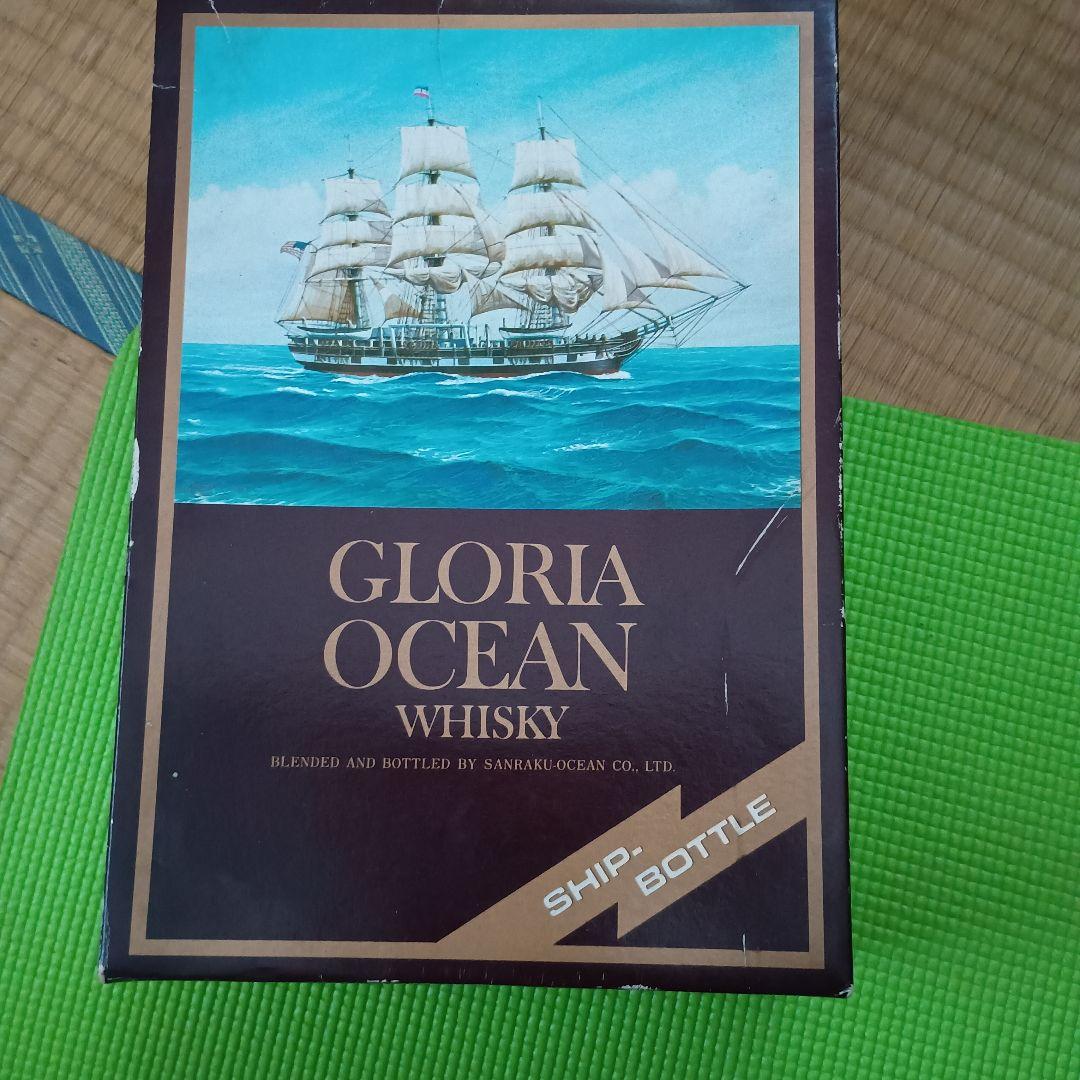 GLORIA
OCEAN
WHISKY
BLENDED AND BOTTLED BY SANRAKU-OCEAN CO., LTD.
SHIP-
BOTTLE